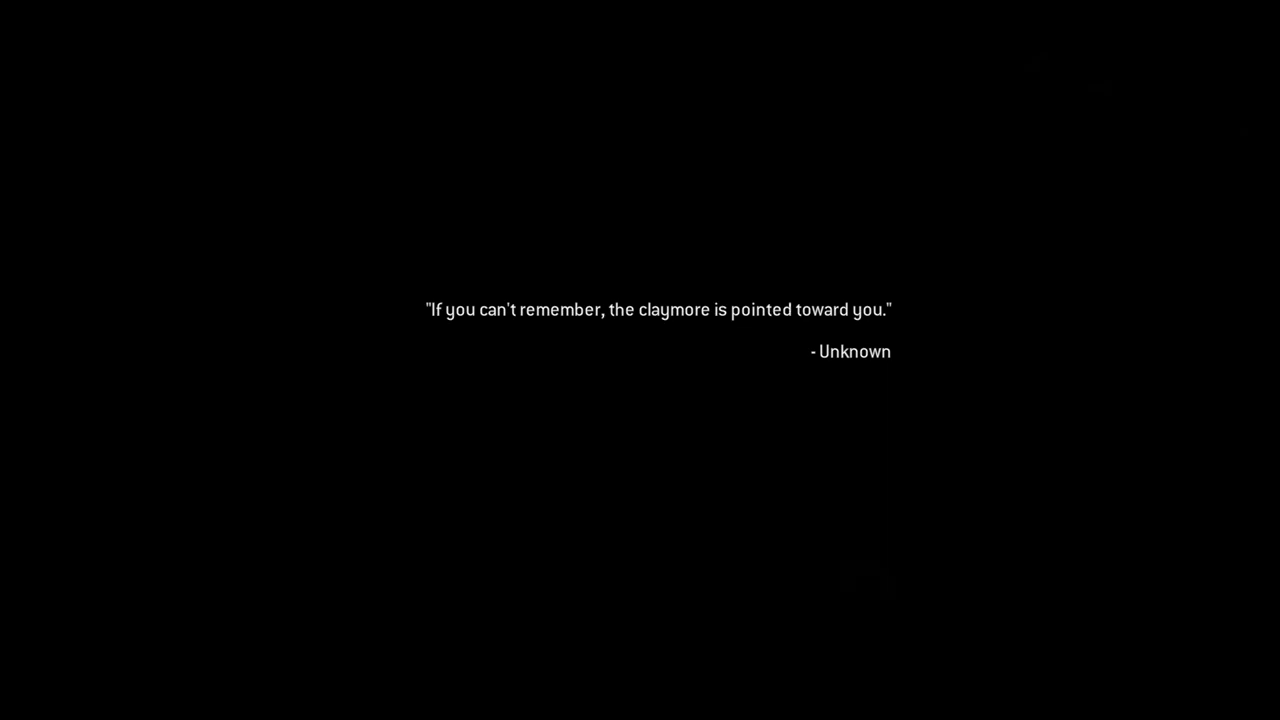 "If you can't remember, the claymore is pointed toward you."
- Unknown